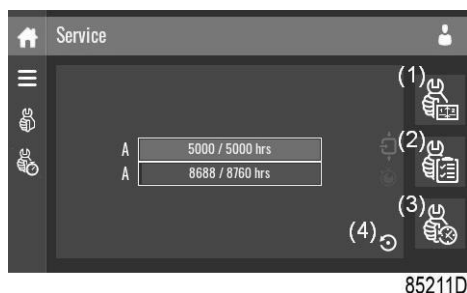 Service
(1)
(2)
A 5000 / 5000 hrs
A 8688 / 8760 hrs
(3)
(4)
85211D